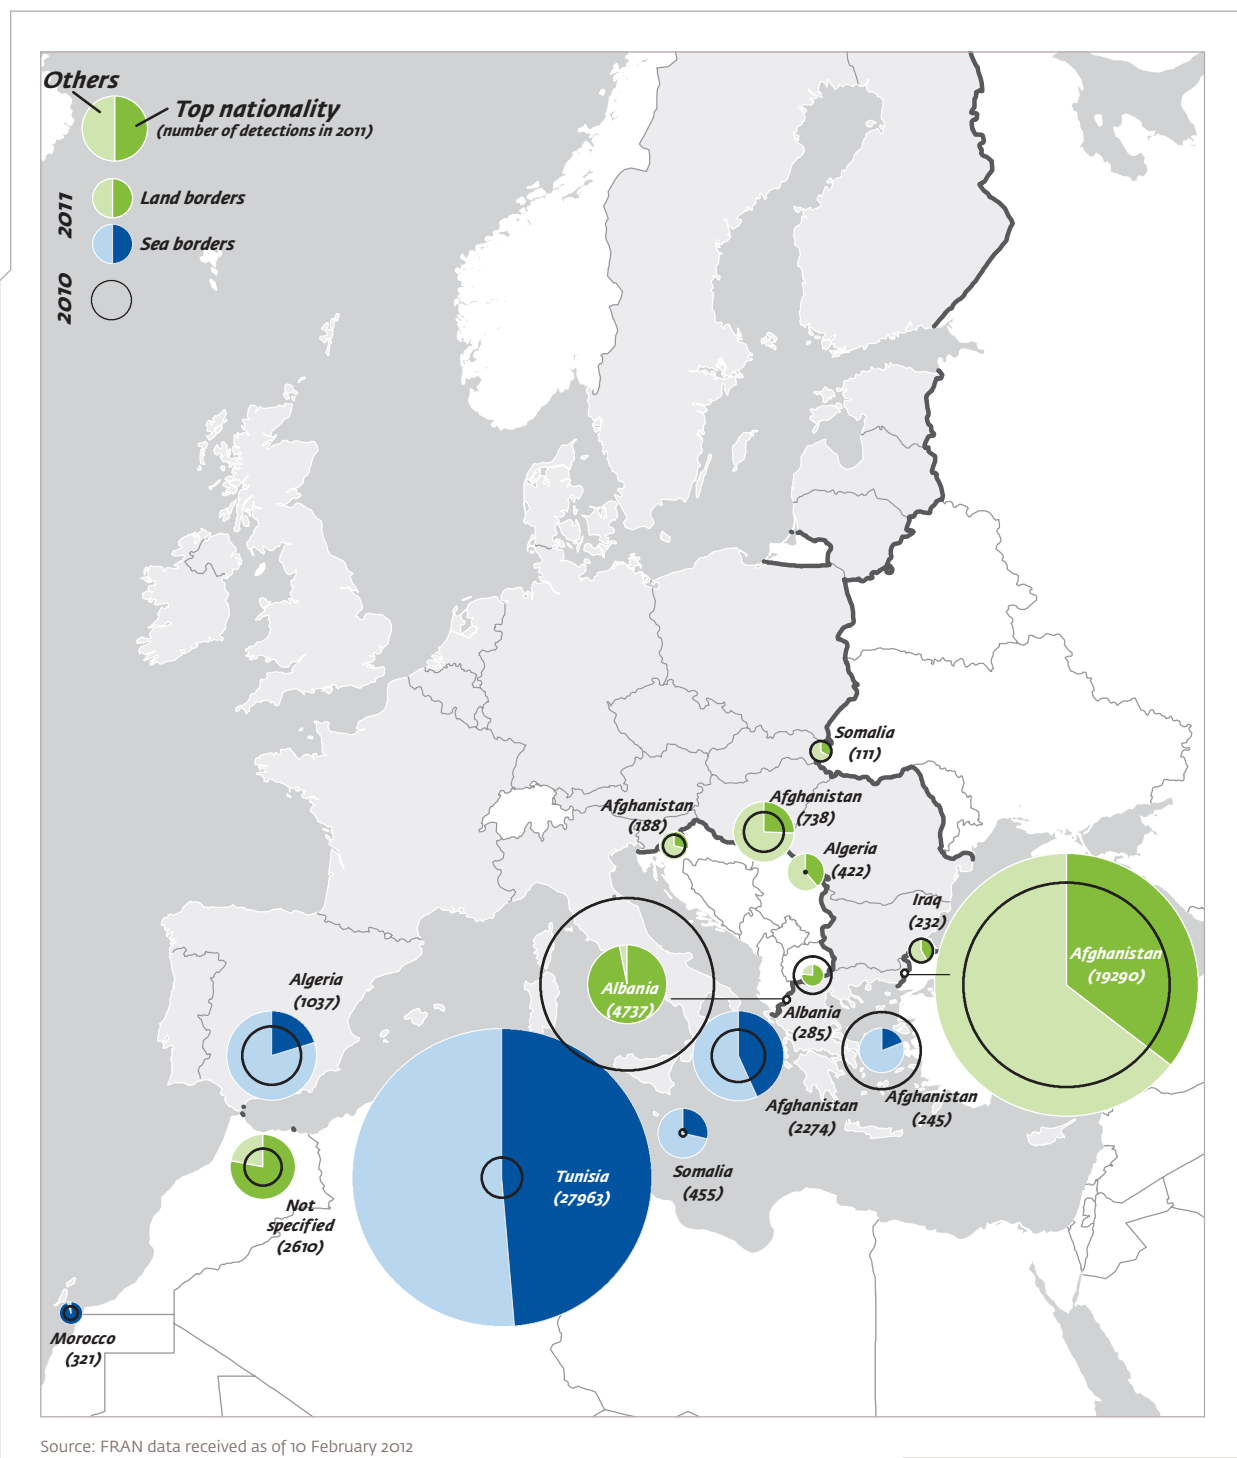 Others
Top nationality
(number of detections in 2011)
2011
Land borders
Sea borders
2010
Somalia
(111)
Afghanistan
(188)
Afghanistan
(738)
Algeria
(422)
Iraq
(232)
Afghanistan
(19290)
Algeria
(1037)
Albania
(4737)
Albania
(285)
Afghanistan
(2274)
Afghanistan
(245)
Tunisia
(27963)
Somalia
(455)
Not
specified
(2610)
Morocco
(321)
Source: FRAN data received as of 10 February 2012